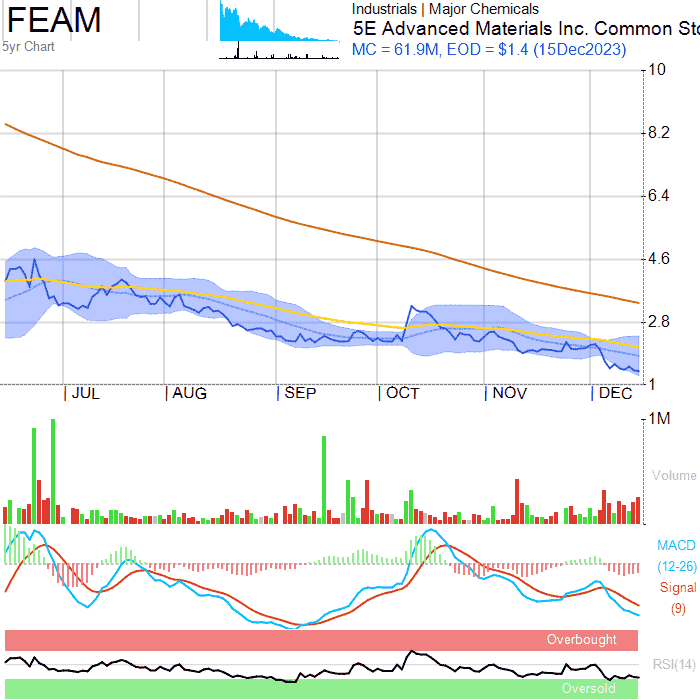 FEAM
5yr Chart
Industrials | Major Chemicals
5E Advanced Materials Inc. Common Sto
MC = 61.9M, EOD = $1.4 (15Dec2023)
10
8.2
6.4
4.6
2.8
1
JUL AUG SEP OCT NOV DEC
1M
Volume
MACD
(12-26)
Signal
(9)
Overbought
RSI(14)
Oversold